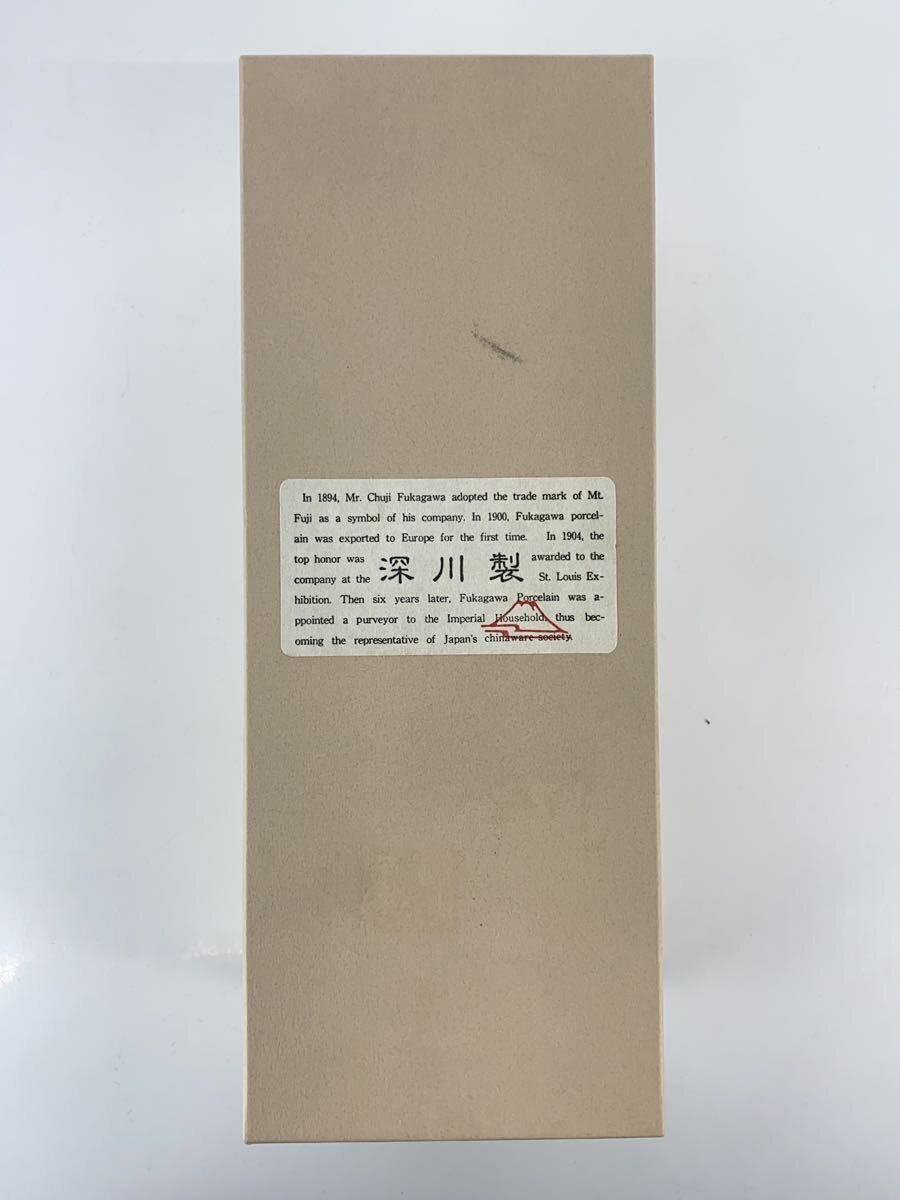 In 1894, Mr. Chuji Fukagawa adopted the trade mark of Mt.
Fuji as a symbol of his company. In 1900, Fukagawa porcel-
ain was exported to Europe for the first time. In 1904, the
top honor was awarded to the
深川製
company at the St. Louis Ex-
hibition. Then six years later, Fukagawa Porcelain was a-
ppointed a purveyor to the Imperial Household, thus bec-
oming the representative of Japan's chinaware society.